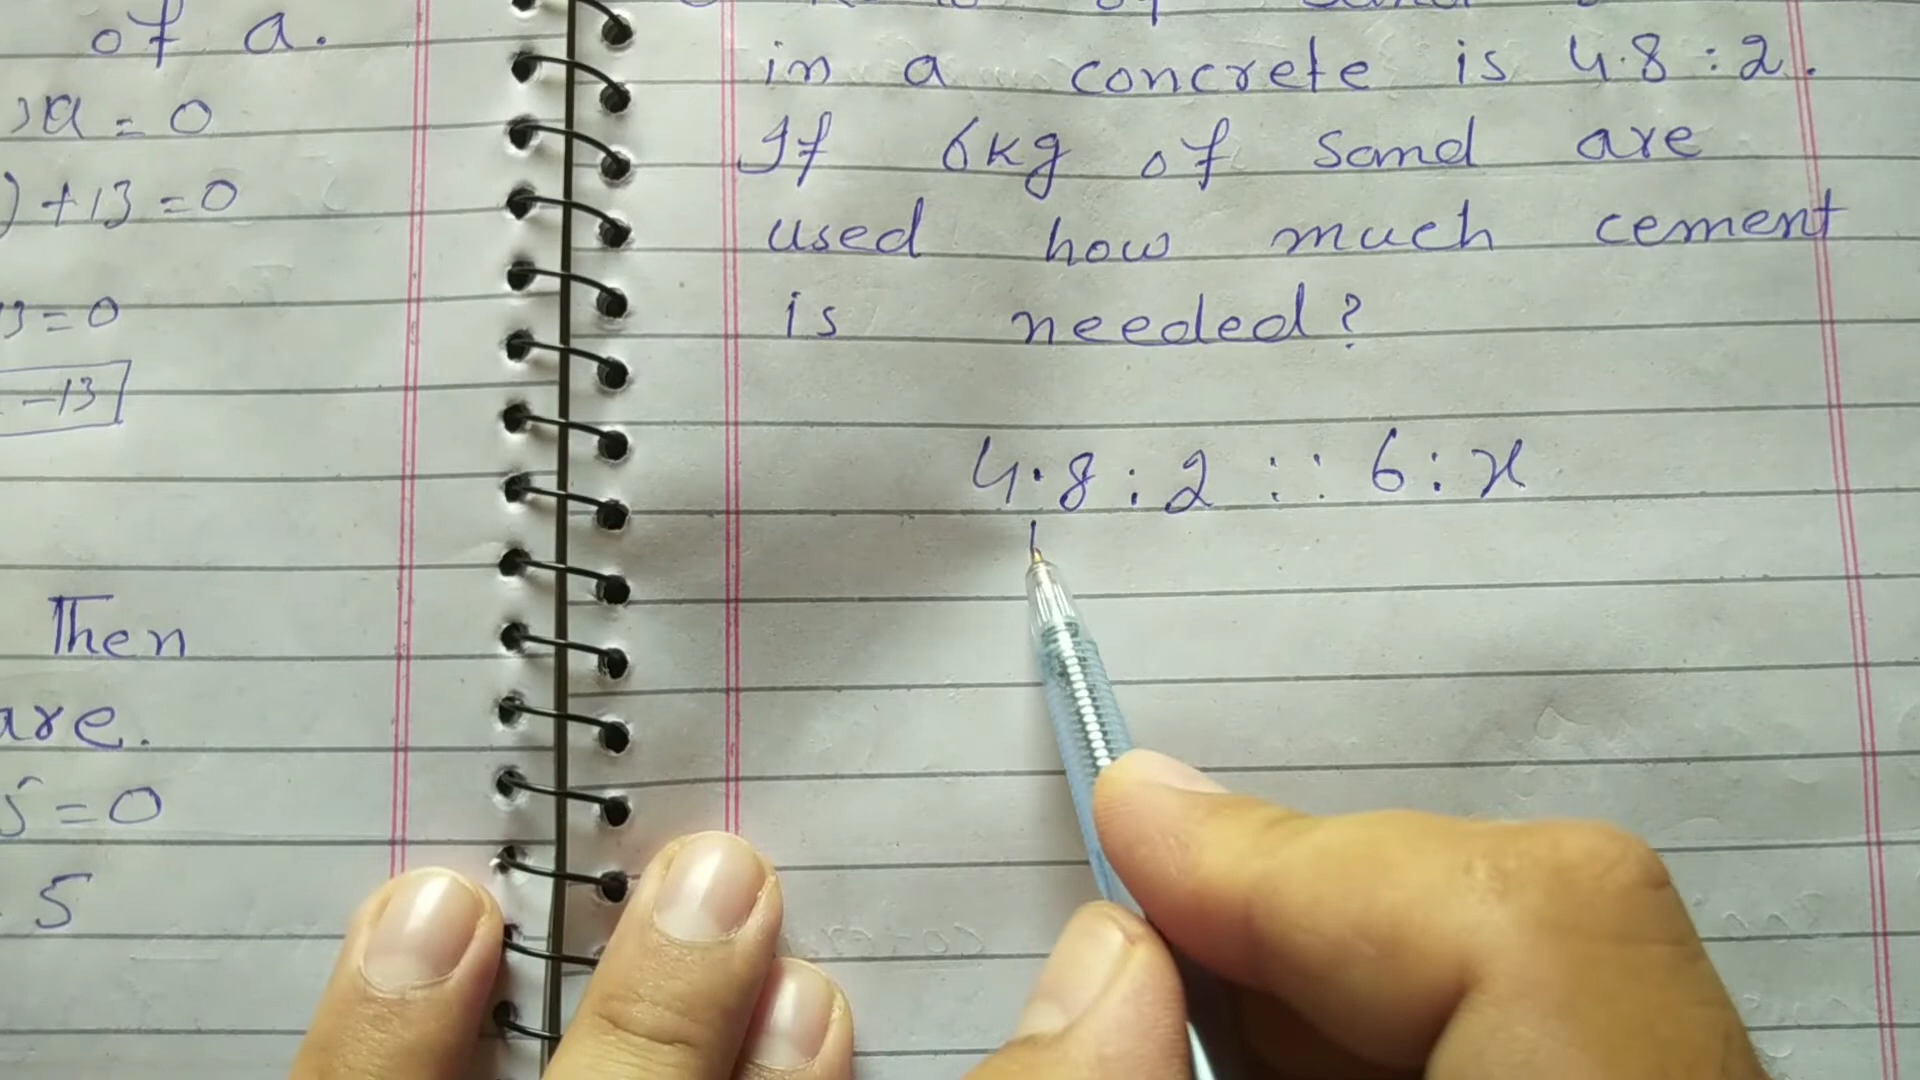 of a.
a = 0
) + 13 = 0
13 = 0
-13
Then
are.
5 = 0
5
in a concrete is 4.8 : 2.
If 6kg of sand are
used how much cement
is needed?
4.8 : 2 :: 6 : x